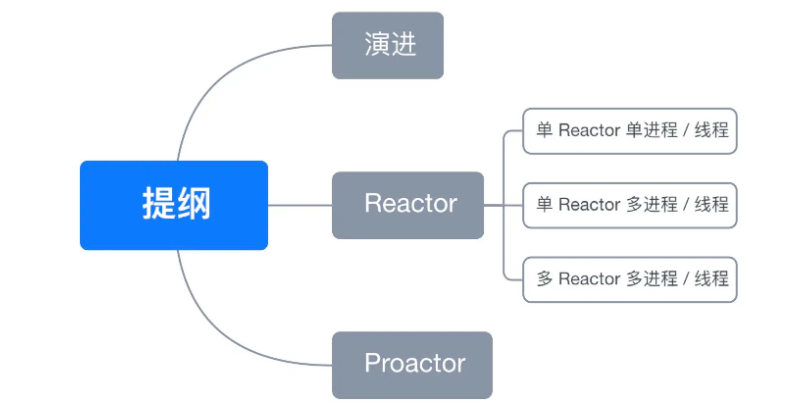 演进
单 Reactor 单进程 / 线程
提纲
Reactor
单 Reactor 多进程 / 线程
多 Reactor 多进程 / 线程
Proactor